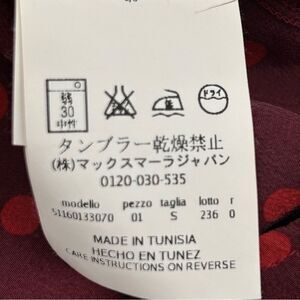 弱
30
中性
ドライ
タンブラー乾燥禁止
(株)マックスマーラジャパン
0120-030-535
modello pezzo taglia lotto r
51160133070 01 S 236 0
MADE IN TUNISIA
HECHO EN TUNEZ
CARE INSTRUCTIONS ON REVERSE